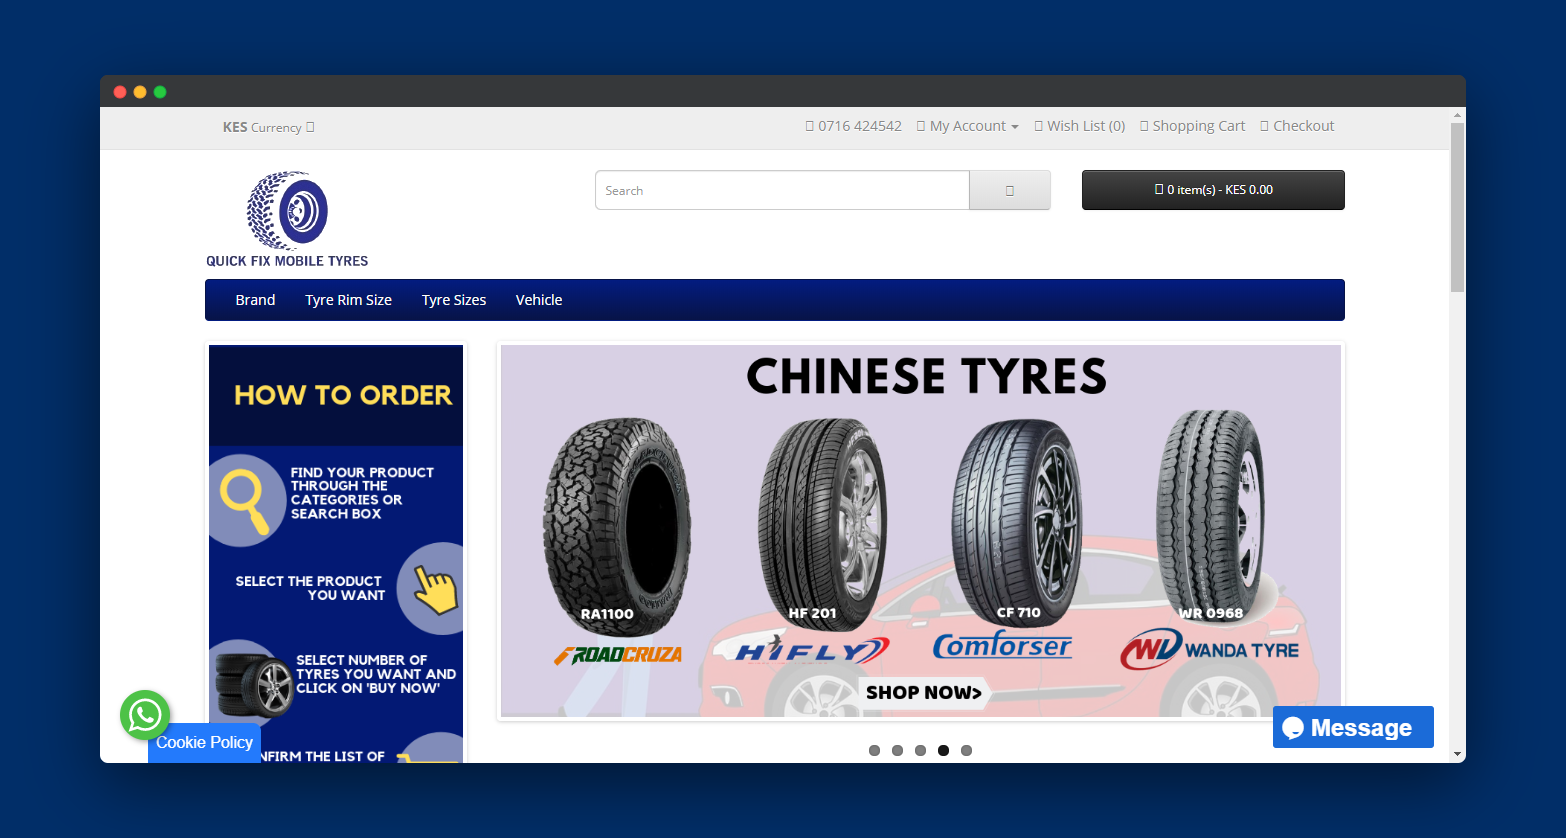 KES Currency
0716 424542
My Account
Wish List (0)
Shopping Cart
Checkout
QUICK FIX MOBILE TYRES
Search
0 item(s) - KES 0.00
Brand
Tyre Rim Size
Tyre Sizes
Vehicle
HOW TO ORDER
FIND YOUR PRODUCT
THROUGH THE
CATEGORIES OR
SEARCH BOX
SELECT THE PRODUCT
YOU WANT
SELECT NUMBER OF
TYRES YOU WANT AND
CLICK ON 'BUY NOW'
NFIRM THE LIST OF
Cookie Policy
CHINESE TYRES
RA1100
HF 201
CF 710
WR 0968
ROADCRUZA
HIFLY
Comforser
WANDA TYRE
SHOP NOW>
Message